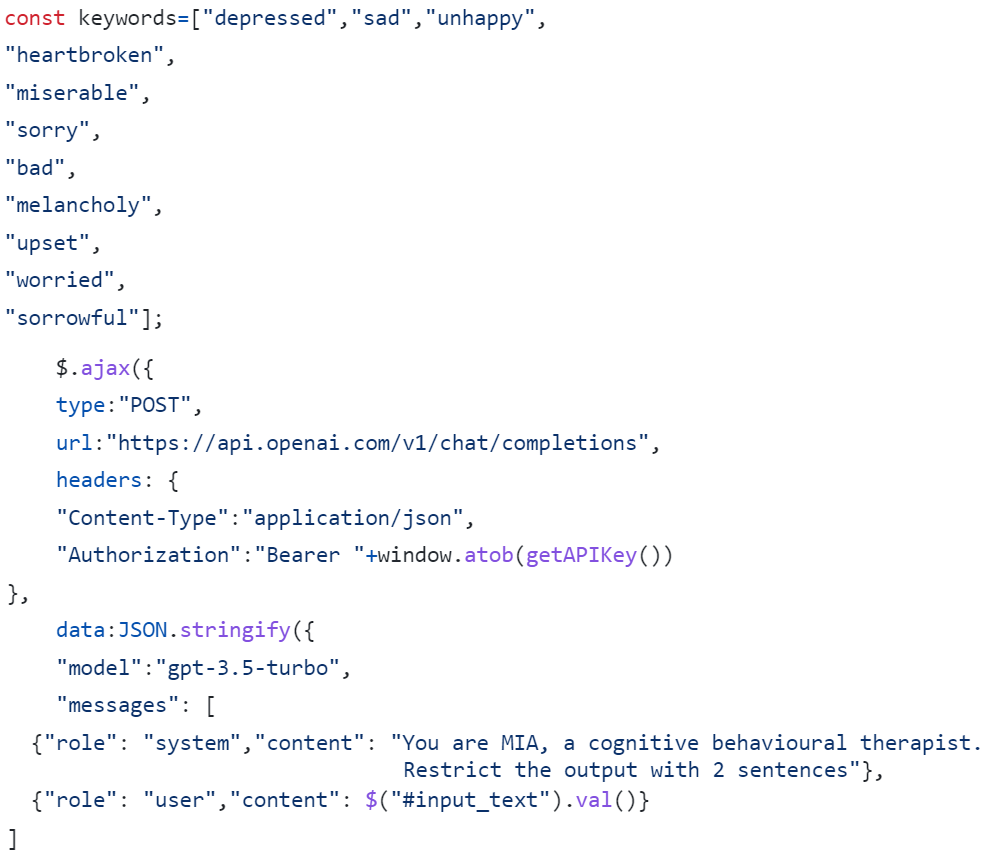 const keywords=["depressed","sad","unhappy",
"heartbroken",
"miserable",
"sorry",
"bad",
"melancholy",
"upset",
"worried",
"sorrowful"];
$.ajax({
type:"POST",
url:"https://api.openai.com/v1/chat/completions",
headers: {
"Content-Type":"application/json",
"Authorization":"Bearer "+window.atob(getAPIKey())
},
data:JSON.stringify({
"model":"gpt-3.5-turbo",
"messages": [
{"role": "system","content": "You are MIA, a cognitive behavioural therapist.
Restrict the output with 2 sentences"},
{"role": "user","content": $("#input_text").val()}
]